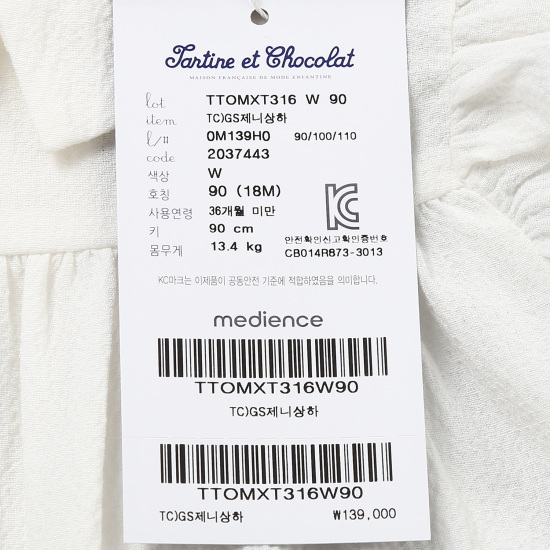 Tartine et Chocolat
MAISON FRANÇAISE DE MODE ENFANTINE
lot TTOMXT316 W 90
item TC)GS제니상하
l/# 0M139H0 90/100/110
code 2037443
색상 W
호칭 90 (18M)
사용연령 36개월 미만
키 90 cm
몸무게 13.4 kg
안전확인신고확인증번호
CB014R873-3013
KC마크는 이제품이 공통안전 기준에 적합하였음을 의미합니다.
medience
TTOMXT316W90
TC)GS제니상하
TTOMXT316W90
TC)GS제니상하 ₩139,000